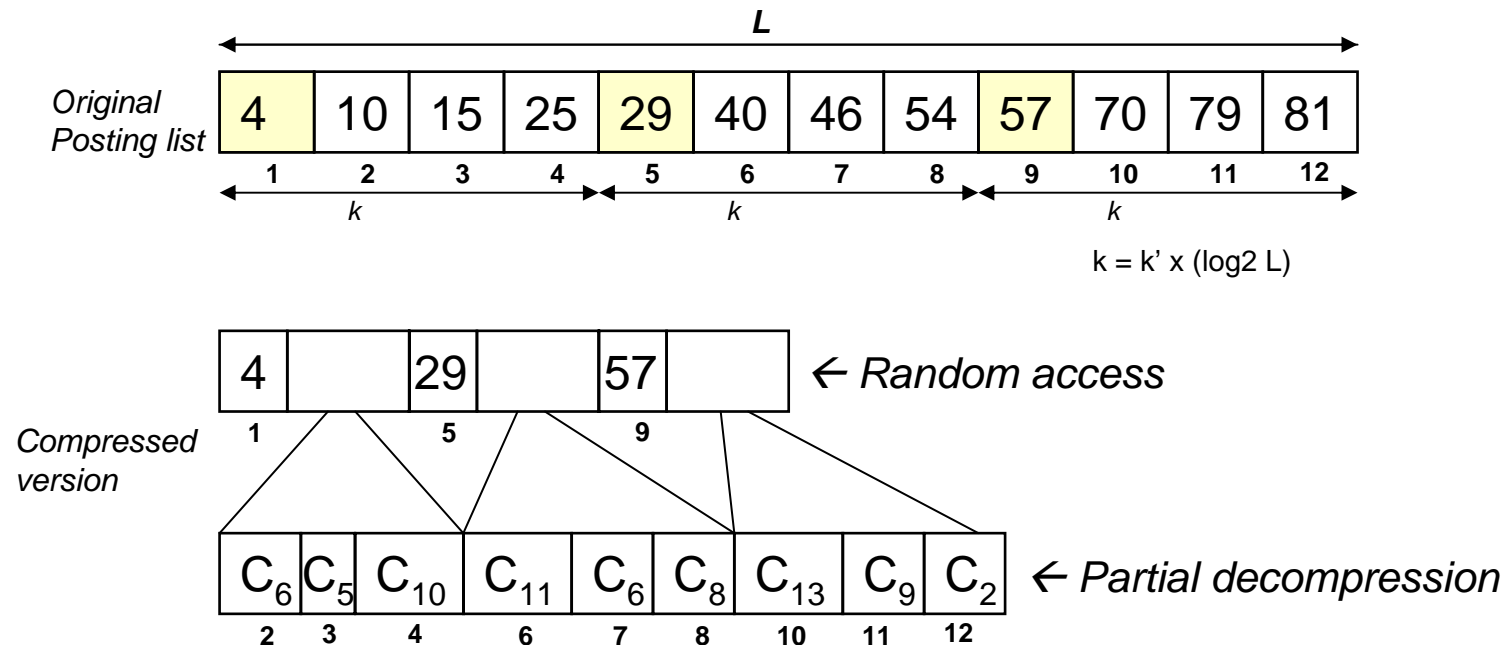 L
Original
Posting list
4 10 15 25 29 40 46 54 57 70 79 81
1 2 3 4 5 6 7 8 9 10 11 12
k k k
k = k' x (log2 L)
4 29 57 ← Random access
1 5 9
Compressed
version
C6 C5 C10 C11 C6 C8 C13 C9 C2 ← Partial decompression
2 3 4 6 7 8 10 11 12